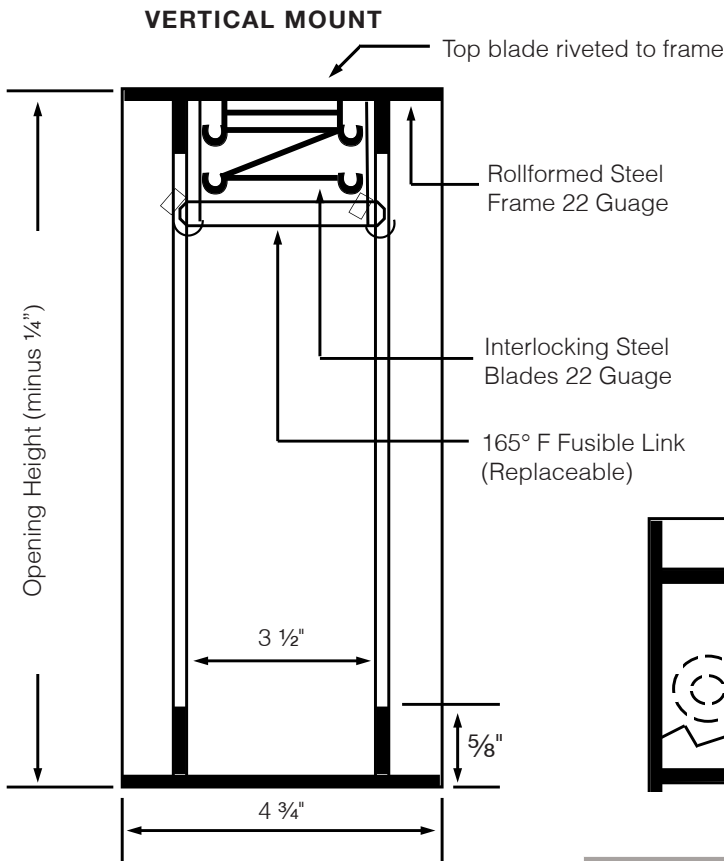 VERTICAL MOUNT
Top blade riveted to frame
Rollformed Steel
Frame 22 Guage
Interlocking Steel
Blades 22 Guage
165° F Fusible Link
(Replaceable)
Opening Height (minus ¼")
3 ½"
⅝"
4 ¾"